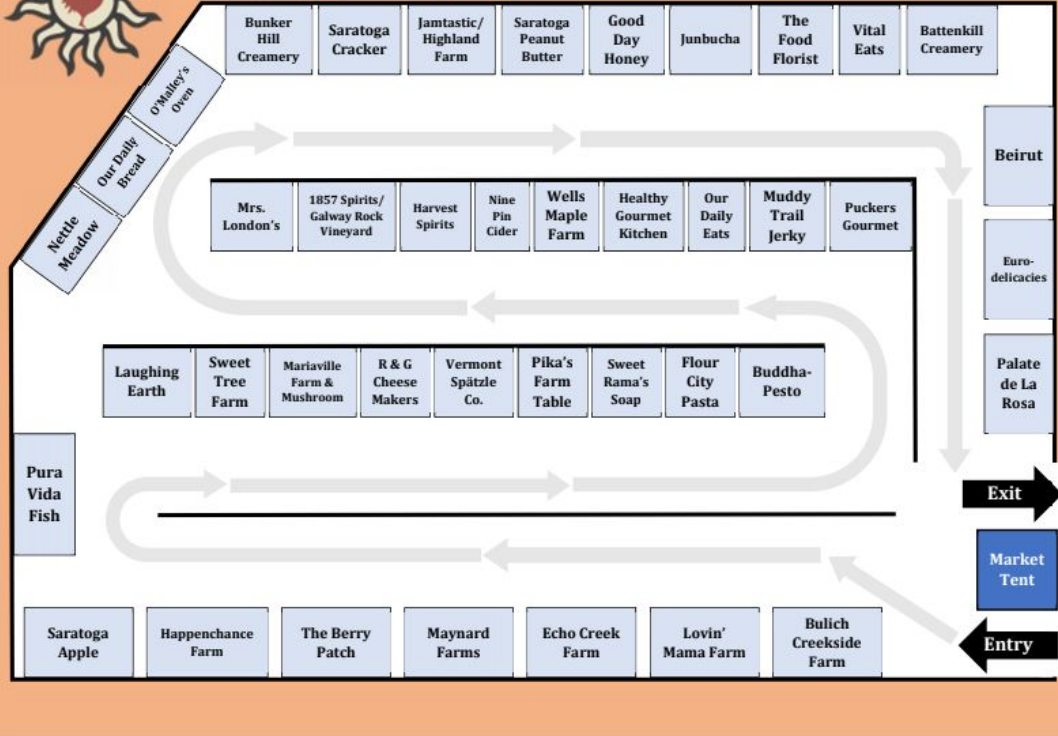 Bunker
Hill
Creamery
Saratoga
Cracker
Jamtastic/
Highland
Farm
Saratoga
Peanut
Butter
Good
Day
Honey
Junbucha
The
Food
Florist
Vital
Eats
Battenkill
Creamery
O'Malley's
Oven
Our Daily
Bread
Nettle
Meadow
Beirut
Euro-
delicacies
Palate
de La
Rosa
Mrs.
London's
1857 Spirits/
Galway Rock
Vineyard
Harvest
Spirits
Nine
Pin
Cider
Wells
Maple
Farm
Healthy
Gourmet
Kitchen
Our
Daily
Eats
Muddy
Trail
Jerky
Puckers
Gourmet
Laughing
Earth
Sweet
Tree
Farm
Mariaville
Farm &
Mushroom
R & G
Cheese
Makers
Vermont
Spätzle
Co.
Pika's
Farm
Table
Sweet
Rama's
Soap
Flour
City
Pasta
Buddha-
Pesto
Pura
Vida
Fish
Exit
Market
Tent
Entry
Saratoga
Apple
Happenchance
Farm
The Berry
Patch
Maynard
Farms
Echo Creek
Farm
Lovin'
Mama Farm
Bulich
Creekside
Farm